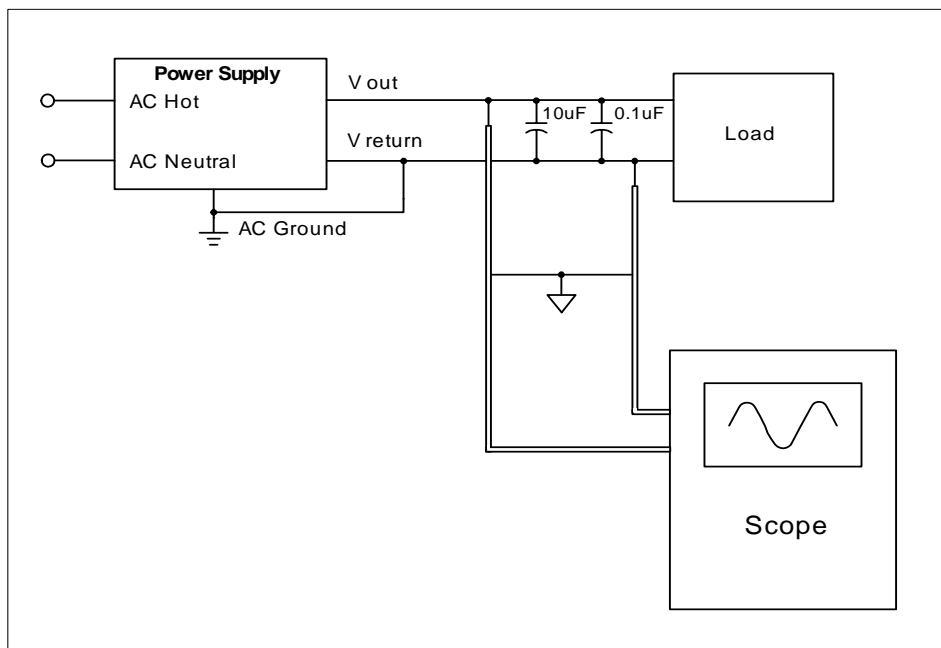 Power Supply
V out
AC Hot
10uF
0.1uF
Load
V return
AC Neutral
AC Ground
Scope